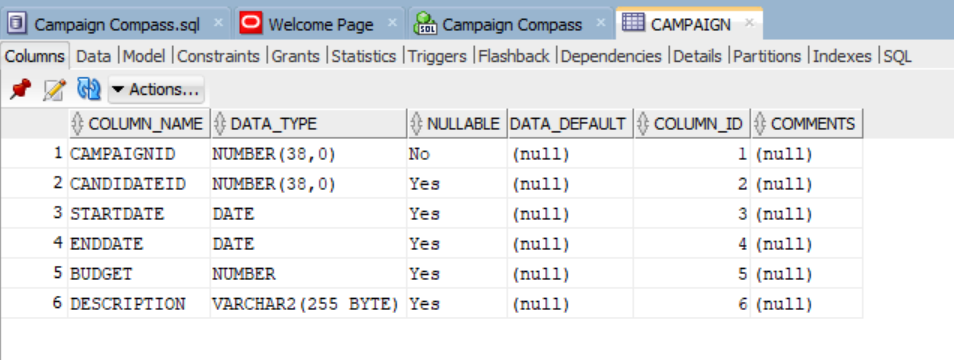 Campaign Compass.sql Welcome Page Campaign Compass CAMPAIGN
Columns Data Model Constraints Grants Statistics Triggers Flashback Dependencies Details Partitions Indexes SQL
Actions...
COLUMN_NAME DATA_TYPE NULLABLE DATA_DEFAULT COLUMN_ID COMMENTS
1 CAMPAIGNID NUMBER(38,0) No (null) 1 (null)
2 CANDIDATEID NUMBER(38,0) Yes (null) 2 (null)
3 STARTDATE DATE Yes (null) 3 (null)
4 ENDDATE DATE Yes (null) 4 (null)
5 BUDGET NUMBER Yes (null) 5 (null)
6 DESCRIPTION VARCHAR2(255 BYTE) Yes (null) 6 (null)